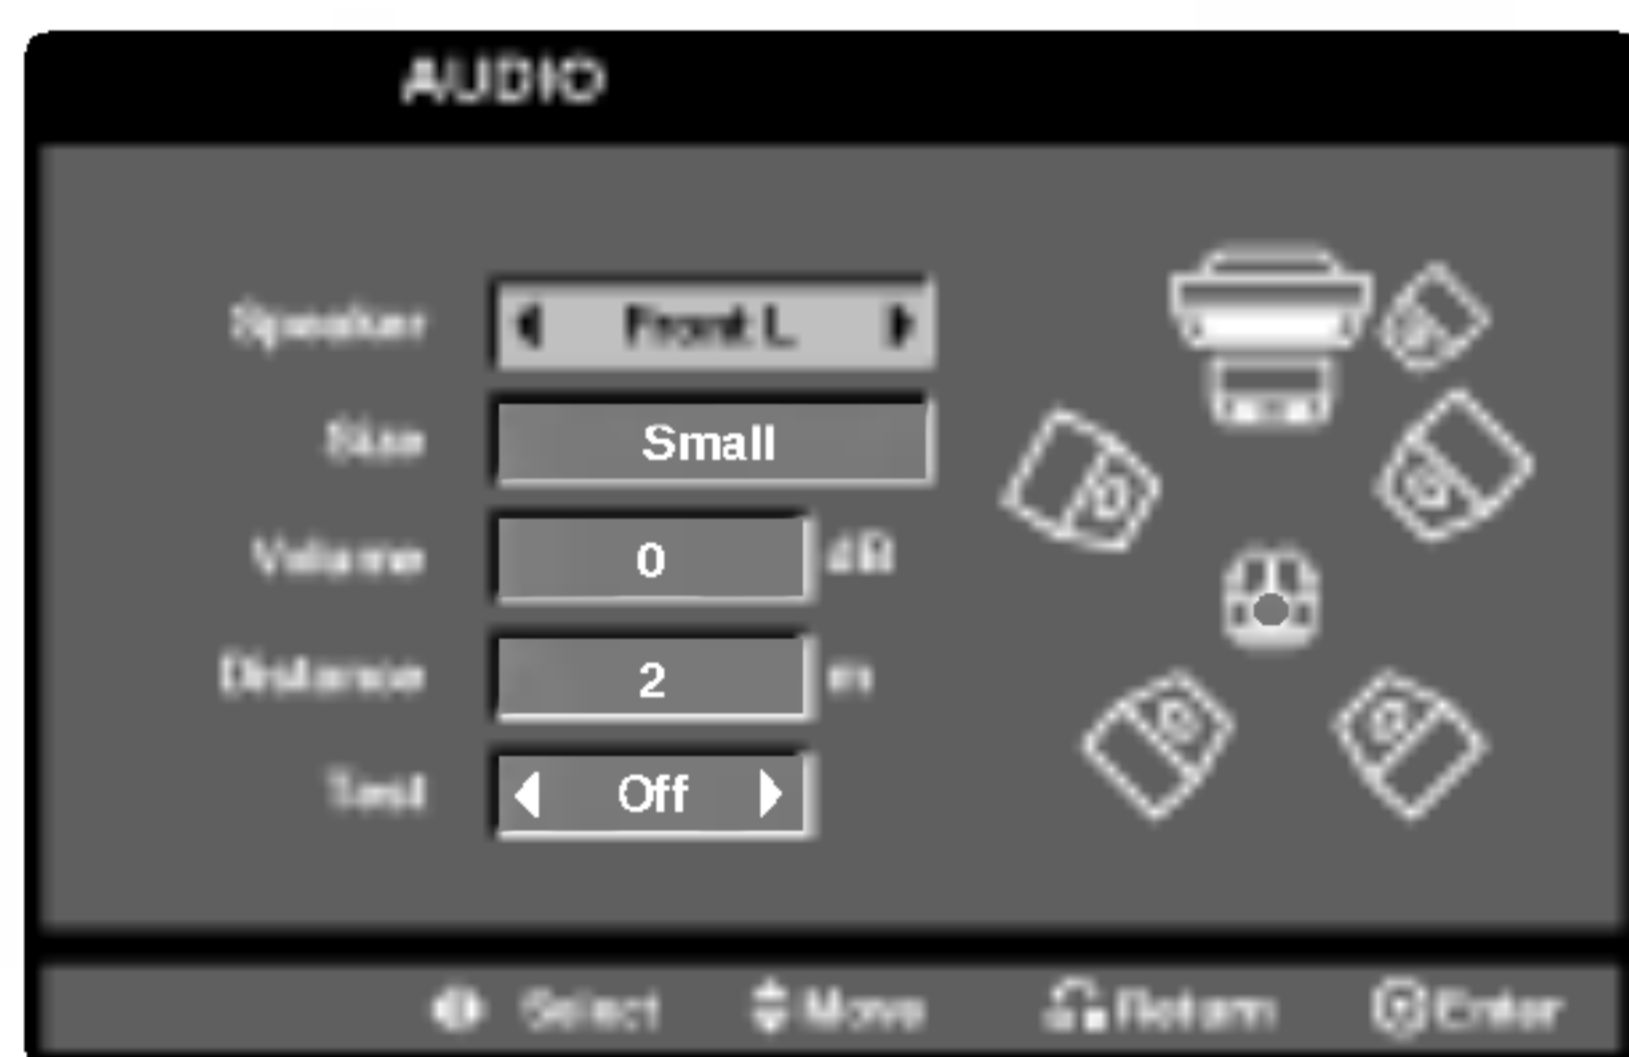 AUDIO
Speaker Front L
Size Small
Volume 0 dB
Distance 2 m
Test Off
Select Move Return Enter